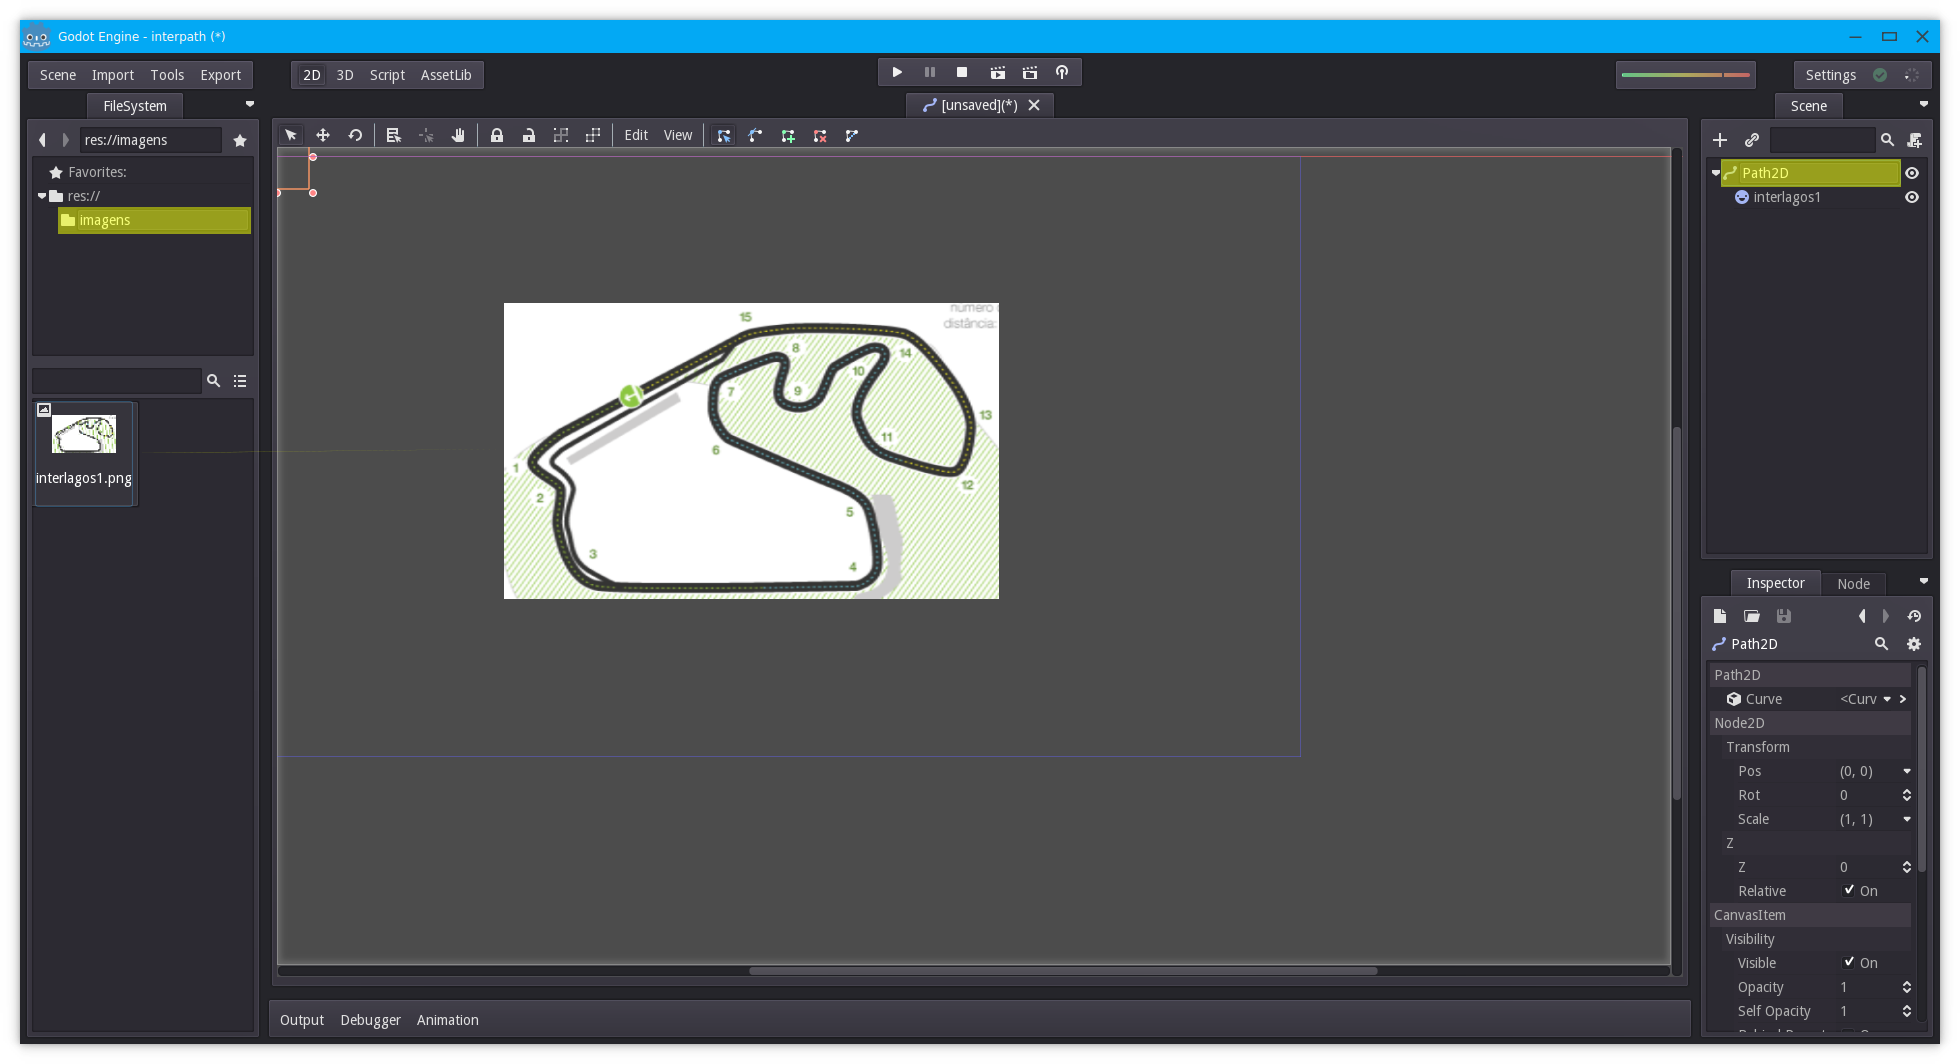 Godot Engine - interpath (*)
Scene Import Tools Export
2D 3D Script AssetLib
Settings
FileSystem
[unsaved](*)
Scene
res://imagens
Favorites:
res://
imagens
interlagos1.png
Edit View
número
distância:
15
8
14
10
7
9
13
11
6
1
12
2
5
3
4
Path2D
interlagos1
Inspector Node
Path2D
Path2D
Curve <Curv
Node2D
Transform
Pos (0, 0)
Rot 0
Scale (1, 1)
Z
Z 0
Relative On
CanvasItem
Visibility
Visible On
Opacity 1
Self Opacity 1
Output Debugger Animation